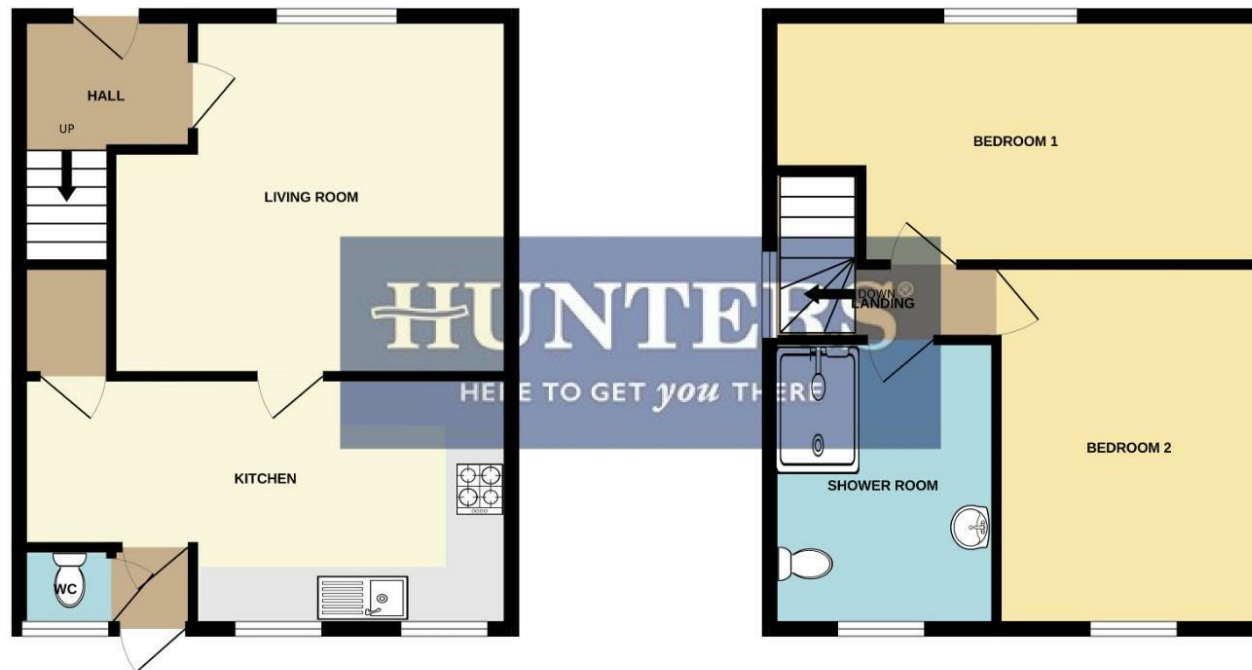 HALL
UP
LIVING ROOM
KITCHEN
WC
BEDROOM 1
DOWN
LANDING
BEDROOM 2
SHOWER ROOM
HUNTERS®
HERE TO GET you THERE